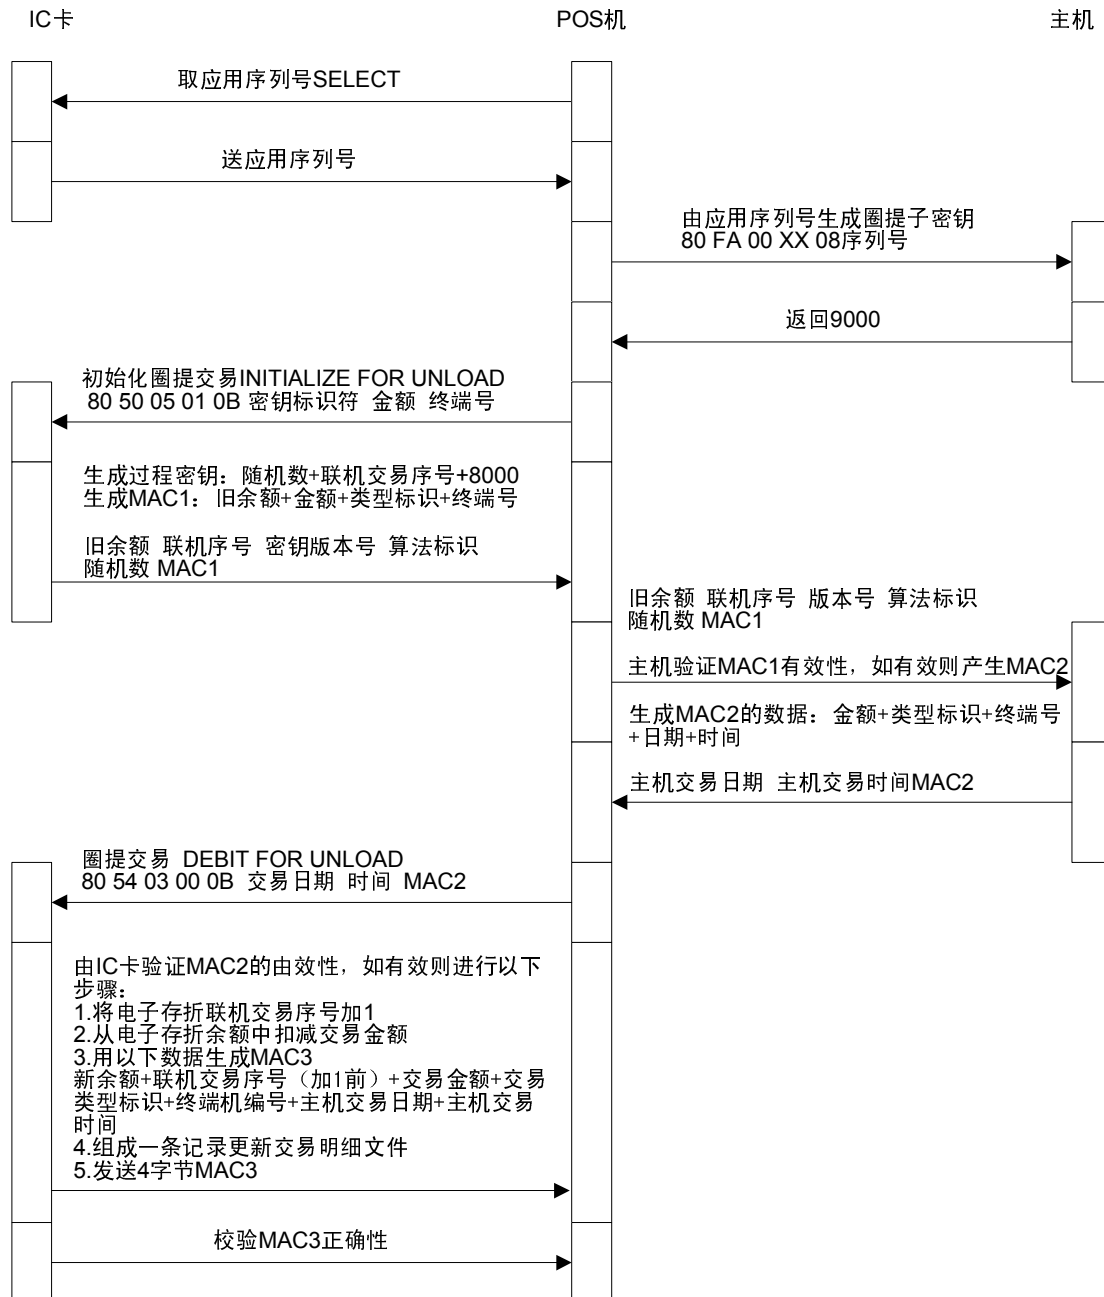 IC卡
POS机
主机
取应用序列号SELECT
送应用序列号
由应用序列号生成圈提子密钥
80 FA 00 XX 08序列号
返回9000
初始化圈提交易INITIALIZE FOR UNLOAD
80 50 05 01 0B 密钥标识符 金额 终端号
生成过程密钥：随机数+联机交易序号+8000
生成MAC1：旧余额+金额+类型标识+终端号
旧余额 联机序号 密钥版本号 算法标识
随机数 MAC1
旧余额 联机序号 版本号 算法标识
随机数 MAC1
主机验证MAC1有效性，如有效则产生MAC2
生成MAC2的数据：金额+类型标识+终端号
+日期+时间
主机交易日期 主机交易时间MAC2
圈提交易 DEBIT FOR UNLOAD
80 54 03 00 0B 交易日期 时间 MAC2
由IC卡验证MAC2的由效性，如有效则进行以下
步骤：
1.将电子存折联机交易序号加1
2.从电子存折余额中扣减交易金额
3.用以下数据生成MAC3
新余额+联机交易序号（加1前）+交易金额+交易
类型标识+终端机编号+主机交易日期+主机交易
时间
4.组成一条记录更新交易明细文件
5.发送4字节MAC3
校验MAC3正确性